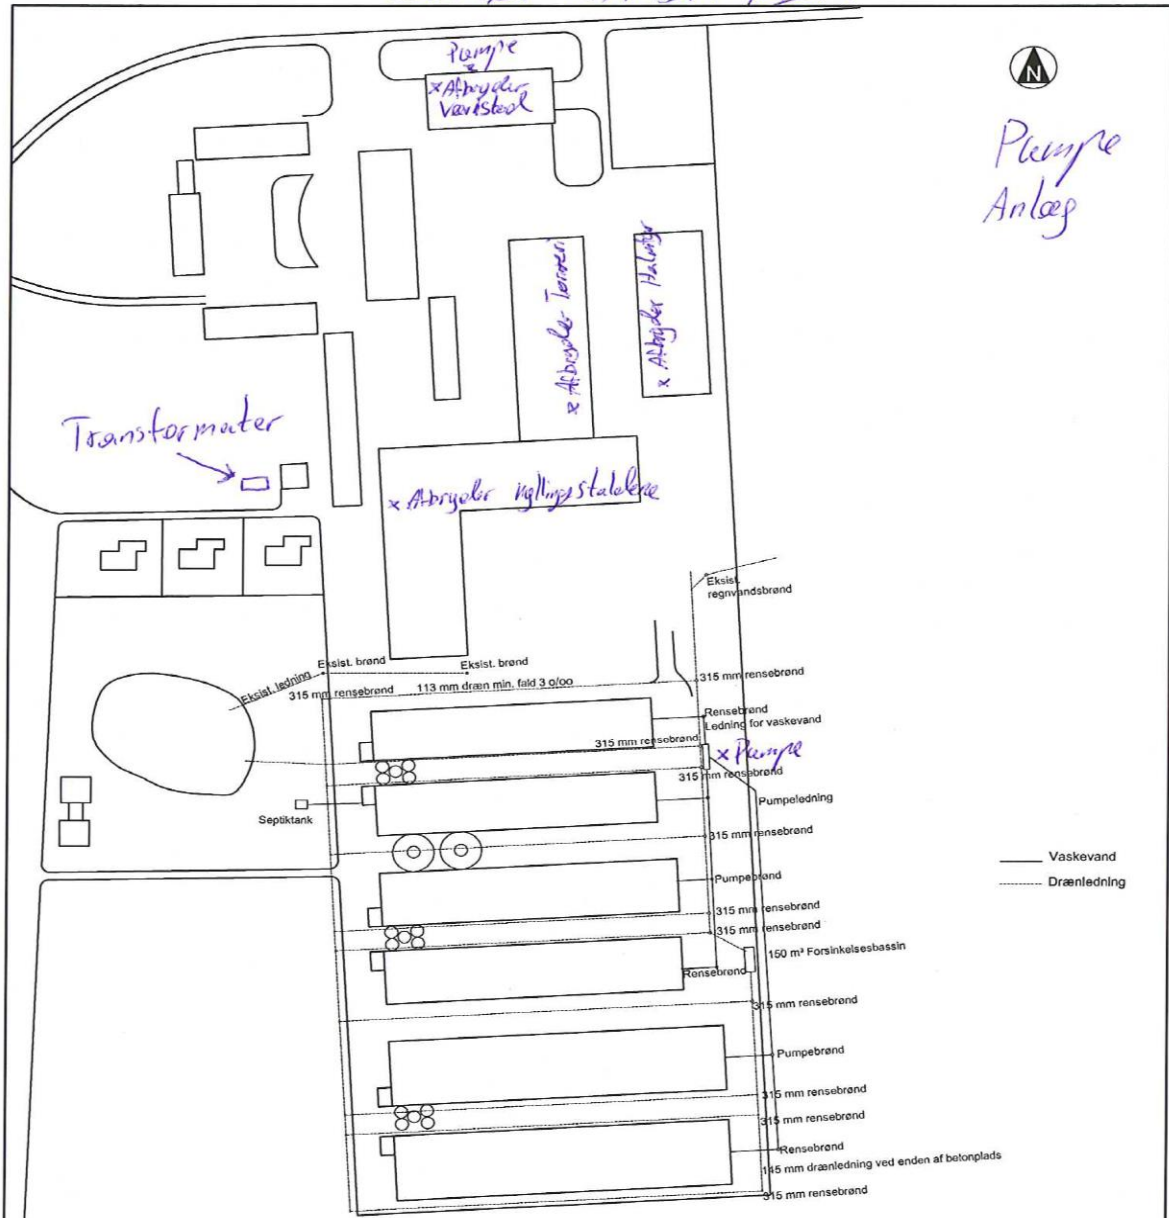 N
Pumpe
Anlæg
Pumpe
x Afbryder
Værksted
x Afbryder Tørreri
x Afbryder Halmfyr
Transformater
x Afbryder kyllingestaldene
Eksist.
regnvandsbrønd
Eksist. brønd
Eksist. brønd
Eksist. ledning
315 mm rensebrønd
113 mm dræn min. fald 3 o/oo
315 mm rensebrønd
Rensebrønd
Ledning for vaskevand
315 mm rensebrønd
x Pumpe
315 mm rensebrønd
Pumpeledning
Septiktank
315 mm rensebrønd
Vaskevand
Drænledning
Pumpebrønd
315 mm rensebrønd
315 mm rensebrønd
150 m³ Forsinkelsesbassin
Rensebrønd
315 mm rensebrønd
Pumpebrønd
315 mm rensebrønd
315 mm rensebrønd
Rensebrønd
145 mm drænledning ved enden af betonplads
315 mm rensebrønd